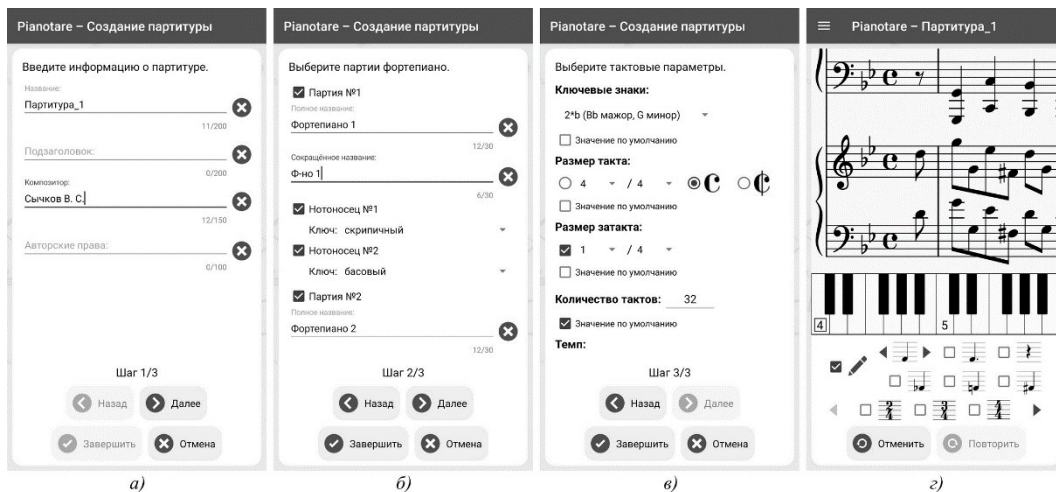 Pianotare – Создание партитуры
Введите информацию о партитуре.
Название:
Партитура_1
11/200
Подзаголовок:
0/200
Композитор:
Сычков В. С.
12/150
Авторские права:
0/100
Шаг 1/3
Назад Далее
Завершить Отмена
а)
Pianotare – Создание партитуры
Выберите партии фортепиано.
Партия №1
Полное название:
Фортепиано 1
12/30
Сокращённое название:
Ф-но 1
6/30
Нотоносец №1
Ключ: скрипичный
Нотоносец №2
Ключ: басовый
Партия №2
Полное название:
Фортепиано 2
12/30
Шаг 2/3
Назад Далее
Завершить Отмена
б)
Pianotare – Создание партитуры
Выберите тактовые параметры.
Ключевые знаки:
2*b (Bb мажор, G минор)
Значение по умолчанию
Размер такта:
4 / 4
Значение по умолчанию
Размер затакта:
1 / 4
Значение по умолчанию
Количество тактов: 32
Значение по умолчанию
Темп:
Шаг 3/3
Назад Далее
Завершить Отмена
в)
Pianotare – Партитура_1
4 5
2 3 4
4 4 4
Отменить Повторить
г)